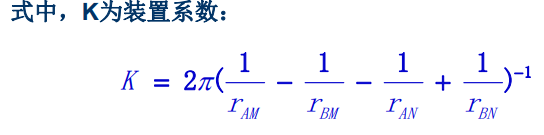 式中，K为装置系数：
K = 2π(1/r_AM − 1/r_BM − 1/r_AN + 1/r_BN)^−1